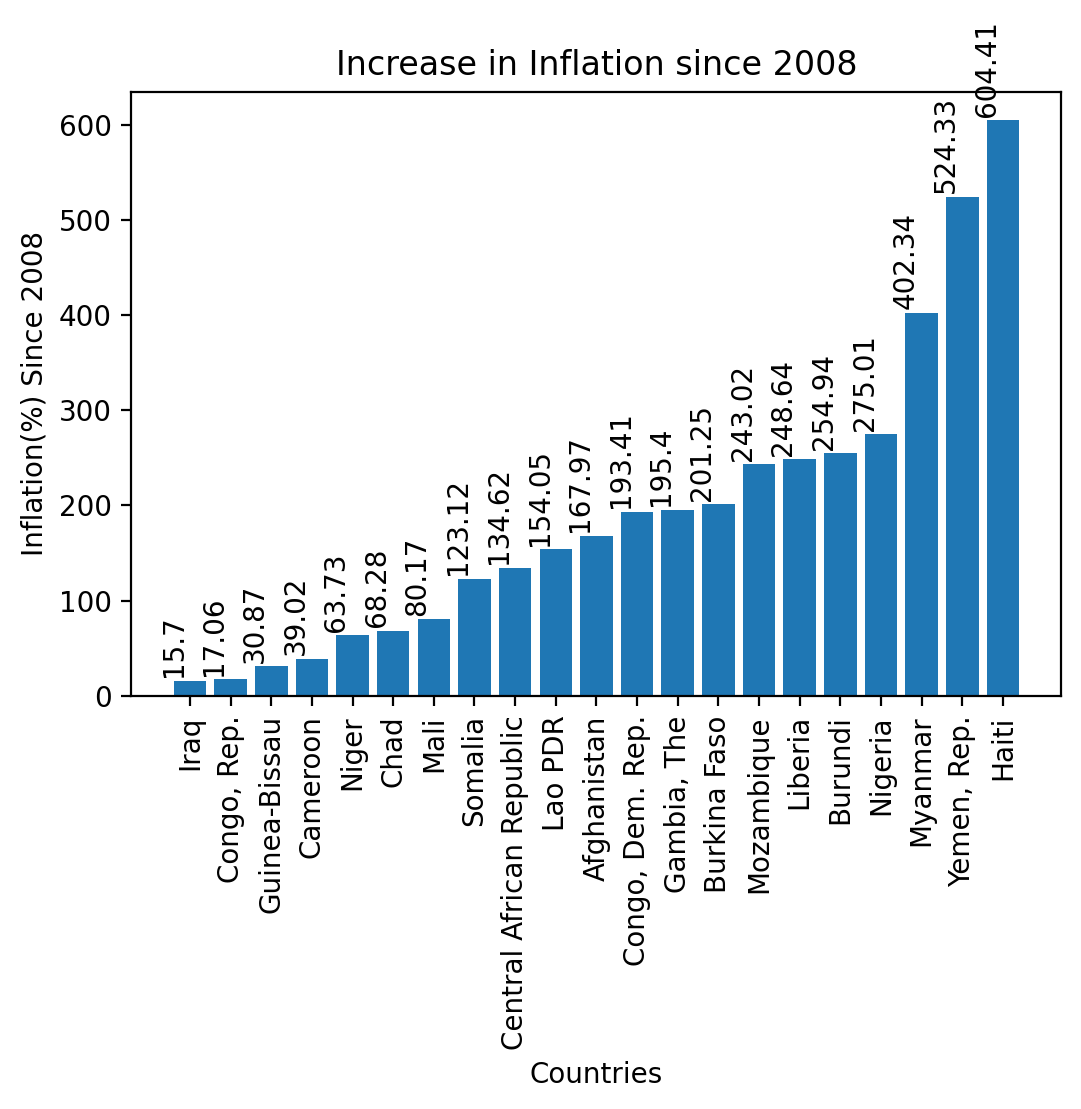 Increase in Inflation since 2008
Inflation(%) Since 2008
600
500
400
300
200
100
0
15.7
17.06
30.87
39.02
63.73
68.28
80.17
123.12
134.62
154.05
167.97
193.41
195.4
201.25
243.02
248.64
254.94
275.01
402.34
524.33
604.41
Iraq
Congo, Rep.
Guinea-Bissau
Cameroon
Niger
Chad
Mali
Somalia
Central African Republic
Lao PDR
Afghanistan
Congo, Dem. Rep.
Gambia, The
Burkina Faso
Mozambique
Liberia
Burundi
Nigeria
Myanmar
Yemen, Rep.
Haiti
Countries